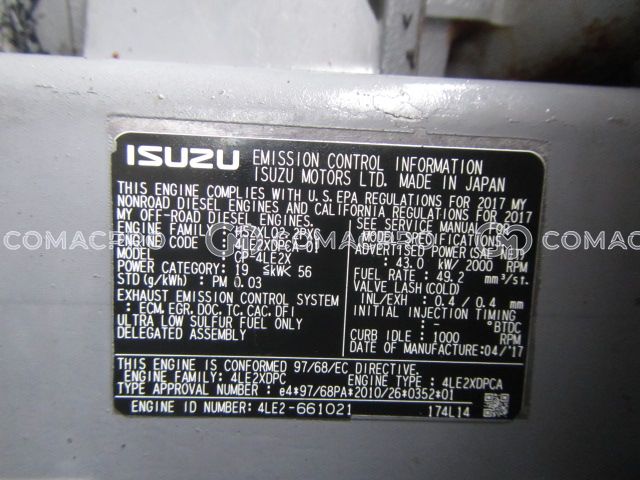 ISUZU EMISSION CONTROL INFORMATION
ISUZU MOTORS LTD. MADE IN JAPAN
THIS ENGINE COMPLIES WITH U.S.EPA REGULATIONS FOR 2017 MY
NONROAD DIESEL ENGINES AND CALIFORNIA REGULATIONS FOR 2017
MY OFF-ROAD DIESEL ENGINES.
ENGINE FAMILY :
ENGINE CODE : 4LE2XDPCA-01
: CP-4LE2X
POWER CATEGORY: 19 ≤kW< 56
STD (g/kWh) : PM 0.03
EXHAUST EMISSION CONTROL SYSTEM
: ECM, EGR, DOC, TC, CAC, DFI
ULTRA LOW SULFUR FUEL ONLY
DELEGATED ASSEMBLY
SEE SERVICE MANUAL FOR
MODEL SPECIFICATIONS.
ADVERTISED POWER (SAE NET)
: 43.0 kW/ 2000 RPM
FUEL RATE: 49.2 mm³/st.
VALVE LASH (COLD)
IN/EXH : 0.4/ 0.4 mm
INITIAL INJECTION TIMING
: - °BTDC
CURB IDLE : 1000 RPM
DATE OF MANUFACTURE: 04/'17
THIS ENGINE IS CONFORMED 97/68/EC DIRECTIVE.
ENGINE FAMILY: 4LE2XDPC ENGINE TYPE: 4LE2XDPCA
TYPE APPROVAL NUMBER : e4*97/68PA*2010/26*0352*01
ENGINE ID NUMBER: 4LE2-661021 174L14